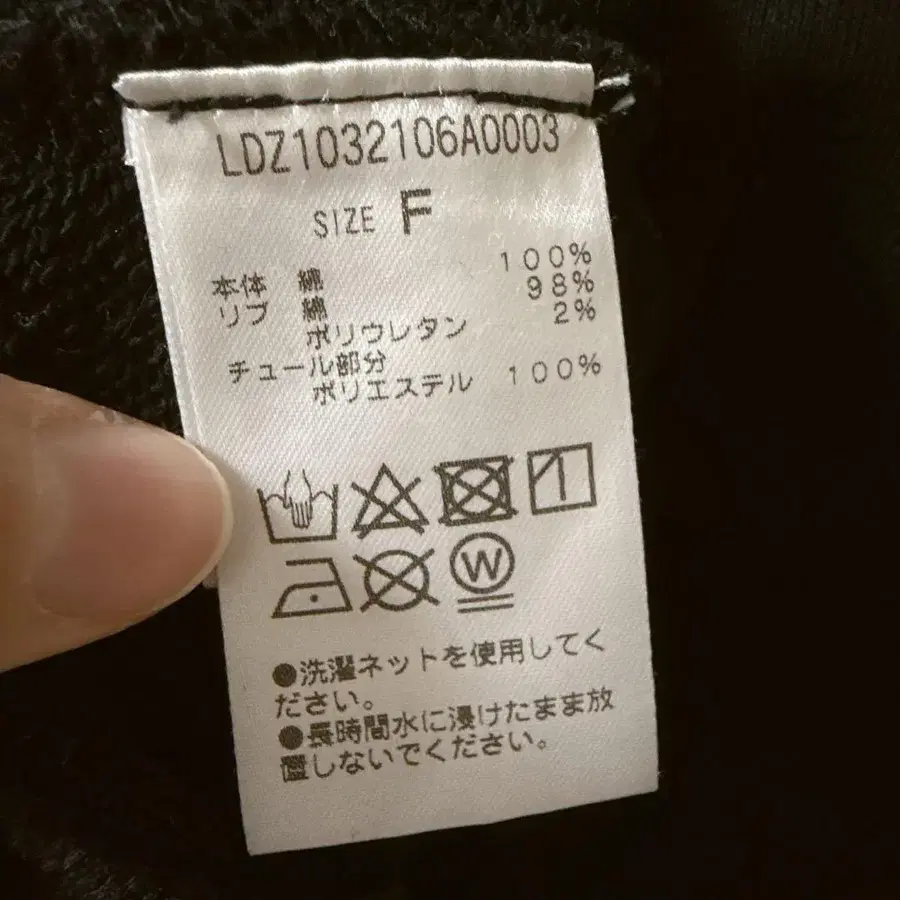 LDZ1032106A0003
SIZE F
本体 綿 100%
リブ 綿 98%
ポリウレタン 2%
チュール部分
ポリエステル 100%
W
●洗濯ネットを使用してく
ださい。
●長時間水に浸けたまま放
置しないでください。